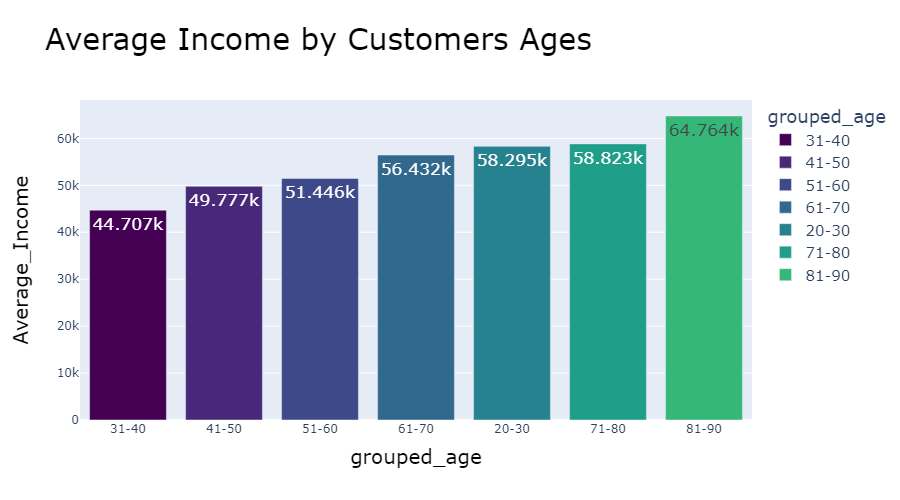 Average Income by Customers Ages
grouped_age
31-40
41-50
51-60
61-70
20-30
71-80
81-90
Average_Income
60k
50k
40k
30k
20k
10k
0
44.707k
49.777k
51.446k
56.432k
58.295k
58.823k
64.764k
31-40 41-50 51-60 61-70 20-30 71-80 81-90
grouped_age